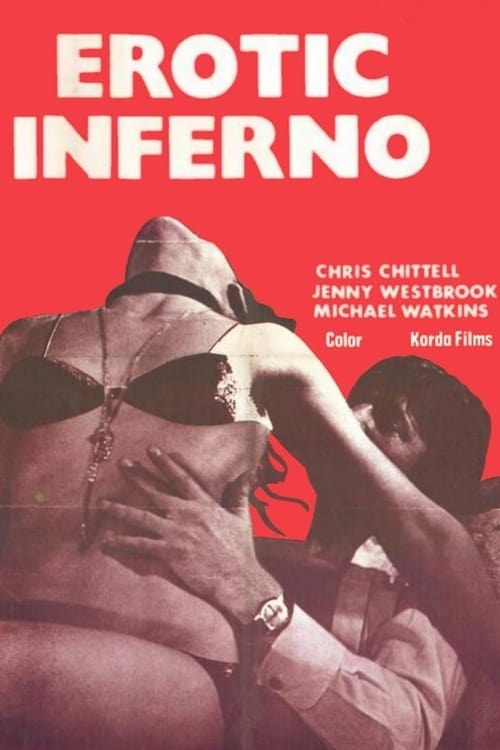 EROTIC
INFERNO
CHRIS CHITTELL
JENNY WESTBROOK
MICHAEL WATKINS
Color Korda Films